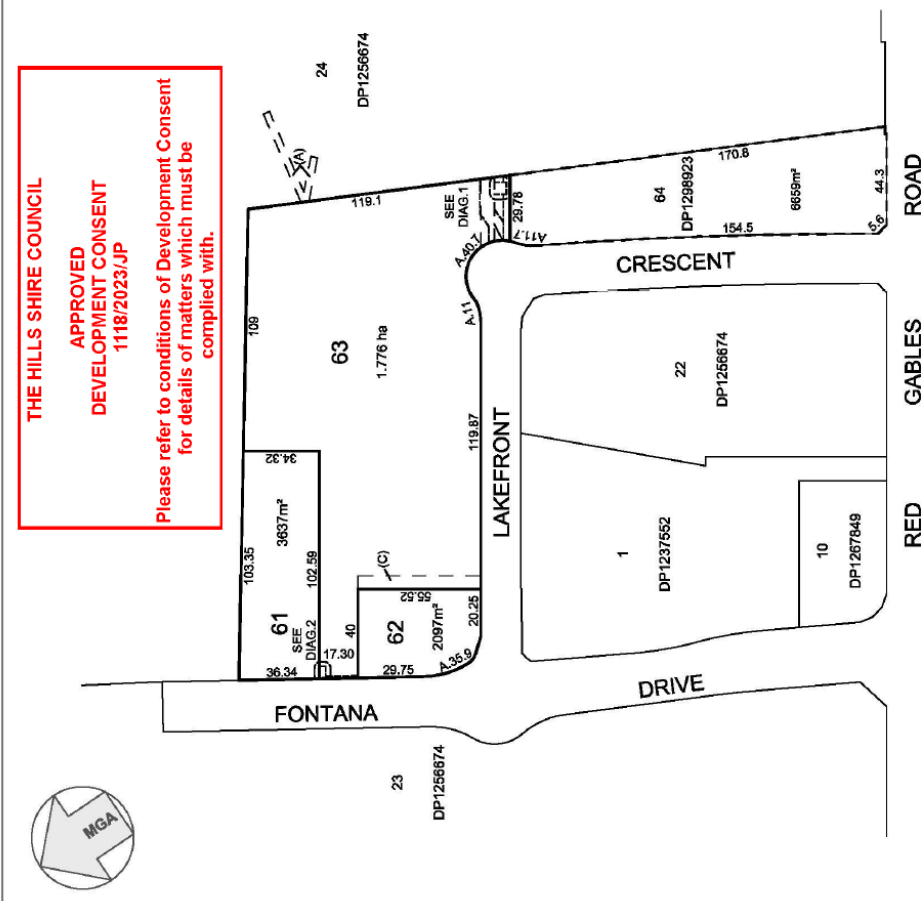 THE HILLS SHIRE COUNCIL
APPROVED
DEVELOPMENT CONSENT
1118/2023/JP
Please refer to conditions of Development Consent
for details of matters which must be
complied with.
24
DP1256674
(A)
119.1
109
63
1.776 ha
SEE
DIAG.1
29.78
A.40.7
A11.7
A.11
170.8
64
DP1298923
6659m²
154.5
44.3
5.6
CRESCENT
ROAD
34.32
3637m²
103.35
102.59
61
SEE
DIAG.2
36.34
17.30
40
(C)
55.52
62
2097m²
29.75
20.25
A.35.9
119.87
LAKEFRONT
22
DP1256674
GABLES
1
DP1237552
10
DP1267849
RED
FONTANA
DRIVE
23
DP1256674
MGA